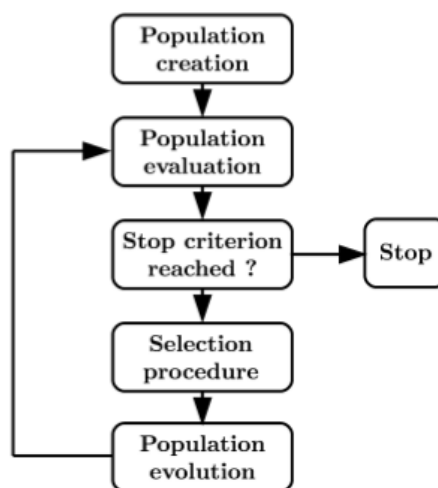 Population
creation
Population
evaluation
Stop criterion
reached ?
Stop
Selection
procedure
Population
evolution